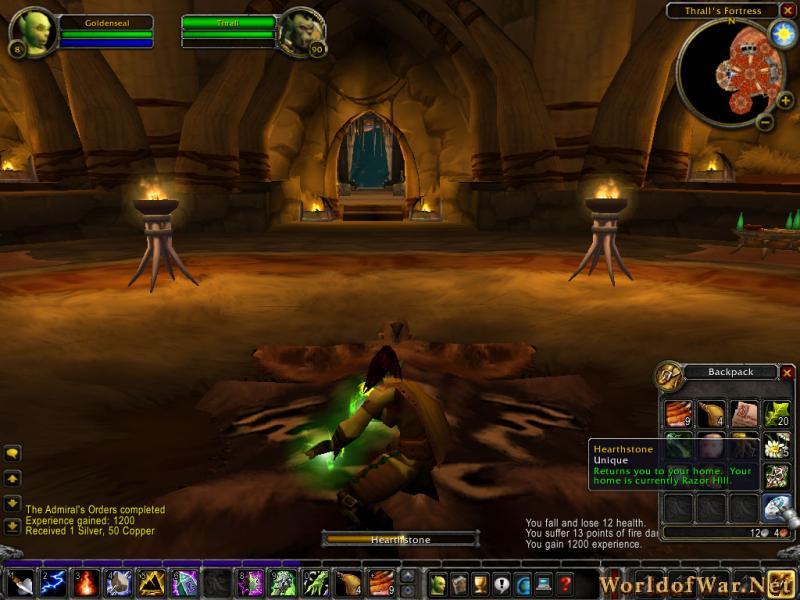 Goldenseal
8
Thrall
90
Thrall's Fortress
N
Backpack
9
4
20
5
Hearthstone
Unique
Returns you to your home. Your
home is currently Razor Hill.
12 4
The Admiral's Orders completed
Experience gained: 1200
Received 1 Silver, 50 Copper
You fall and lose 12 health.
You suffer 13 points of fire da
You gain 1200 experience.
Hearthstone
WorldofWar.Net